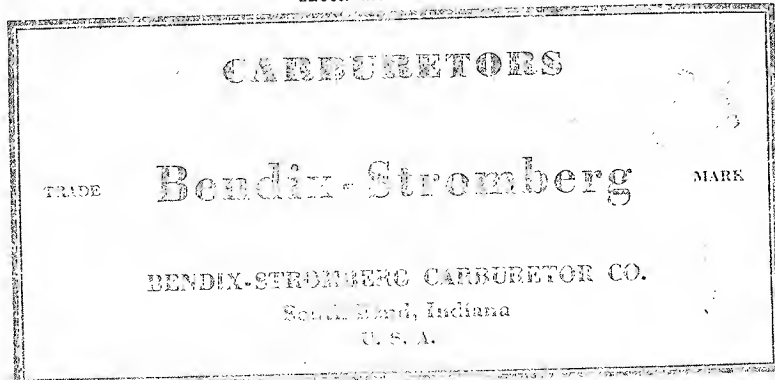 CARBURETORS
TRADE Bendix-Stromberg MARK
BENDIX-STROMBERG CARBURETOR CO.
South Bend, Indiana
U. S. A.